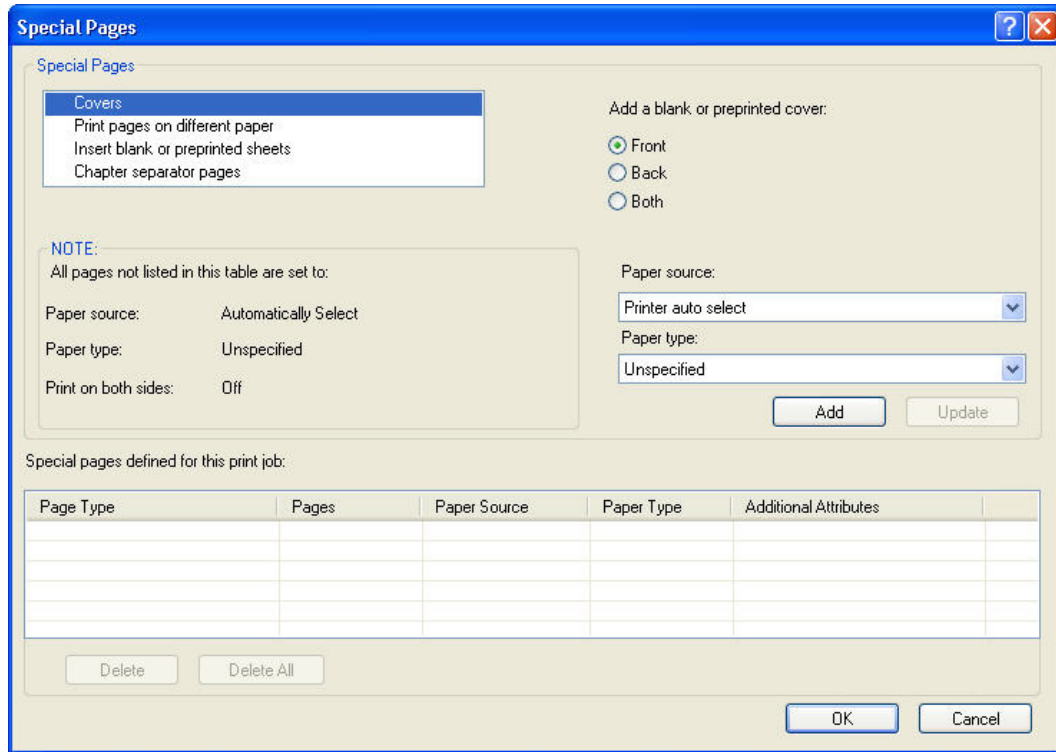 Special Pages
Special Pages
Covers
Print pages on different paper
Insert blank or preprinted sheets
Chapter separator pages
Add a blank or preprinted cover:
Front
Back
Both
NOTE:
All pages not listed in this table are set to:
Paper source: Automatically Select
Paper type: Unspecified
Print on both sides: Off
Paper source:
Printer auto select
Paper type:
Unspecified
Add Update
Special pages defined for this print job:
Page Type Pages Paper Source Paper Type Additional Attributes
Delete Delete All
OK Cancel